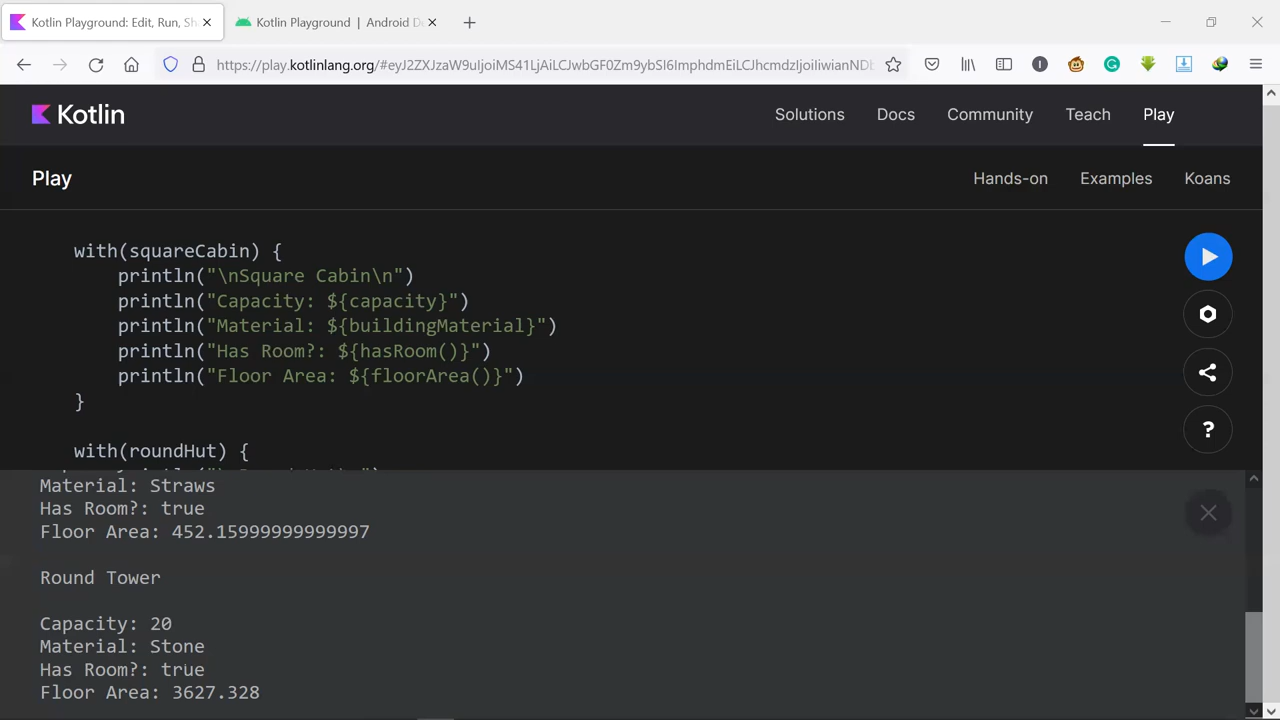 Kotlin Playground: Edit, Run, Sh
Kotlin Playground | Android De
https://play.kotlinlang.org/#eyJ2ZXJzaW9uIjoiMS41LjAiLCJwbGF0Zm9ybSI6ImphdmEiLCJhcmdzIjoiIiwianNDb
Kotlin
Solutions
Docs
Community
Teach
Play
Play
Hands-on
Examples
Koans
with(squareCabin) {
println("\nSquare Cabin\n")
println("Capacity: ${capacity}")
println("Material: ${buildingMaterial}")
println("Has Room?: ${hasRoom()}")
println("Floor Area: ${floorArea()}")
}
with(roundHut) {
Material: Straws
Has Room?: true
Floor Area: 452.15999999999997
Round Tower
Capacity: 20
Material: Stone
Has Room?: true
Floor Area: 3627.328